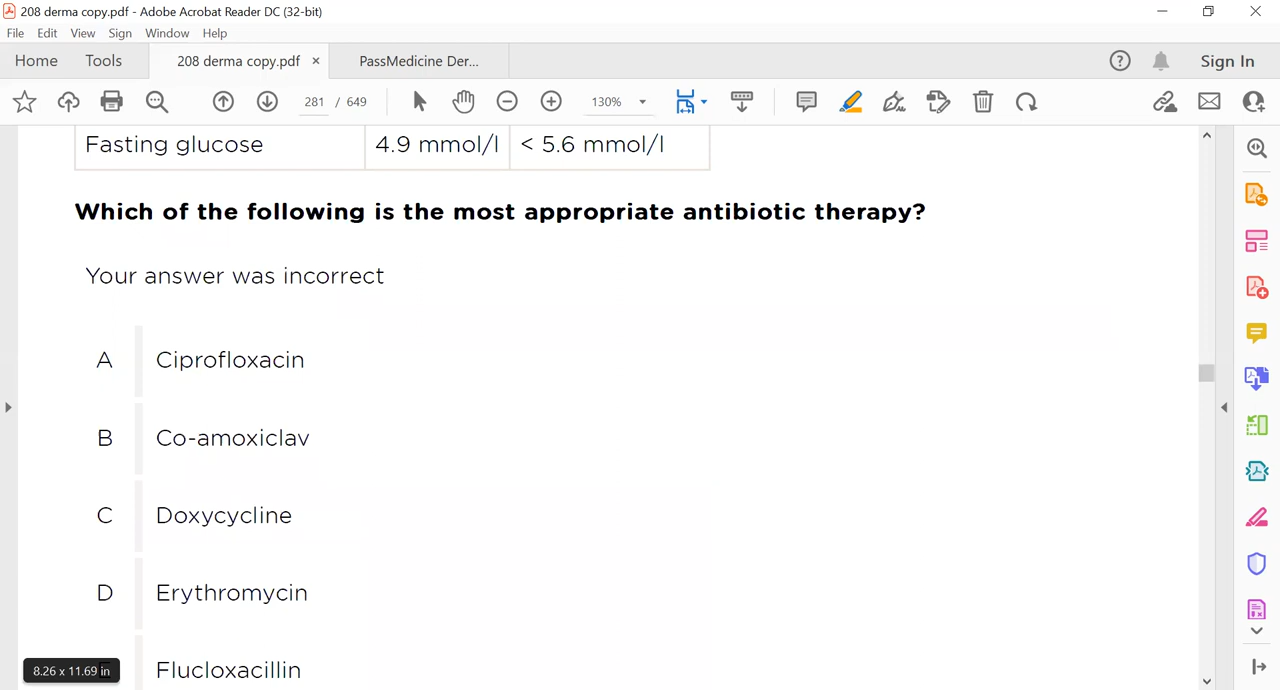 208 derma copy.pdf - Adobe Acrobat Reader DC (32-bit)
File Edit View Sign Window Help
Home Tools 208 derma copy.pdf × PassMedicine Der... Sign In
281 / 649 130%
Fasting glucose 4.9 mmol/l < 5.6 mmol/l
Which of the following is the most appropriate antibiotic therapy?
Your answer was incorrect
A Ciprofloxacin
B Co-amoxiclav
C Doxycycline
D Erythromycin
E Flucloxacillin
8.26 x 11.69 in